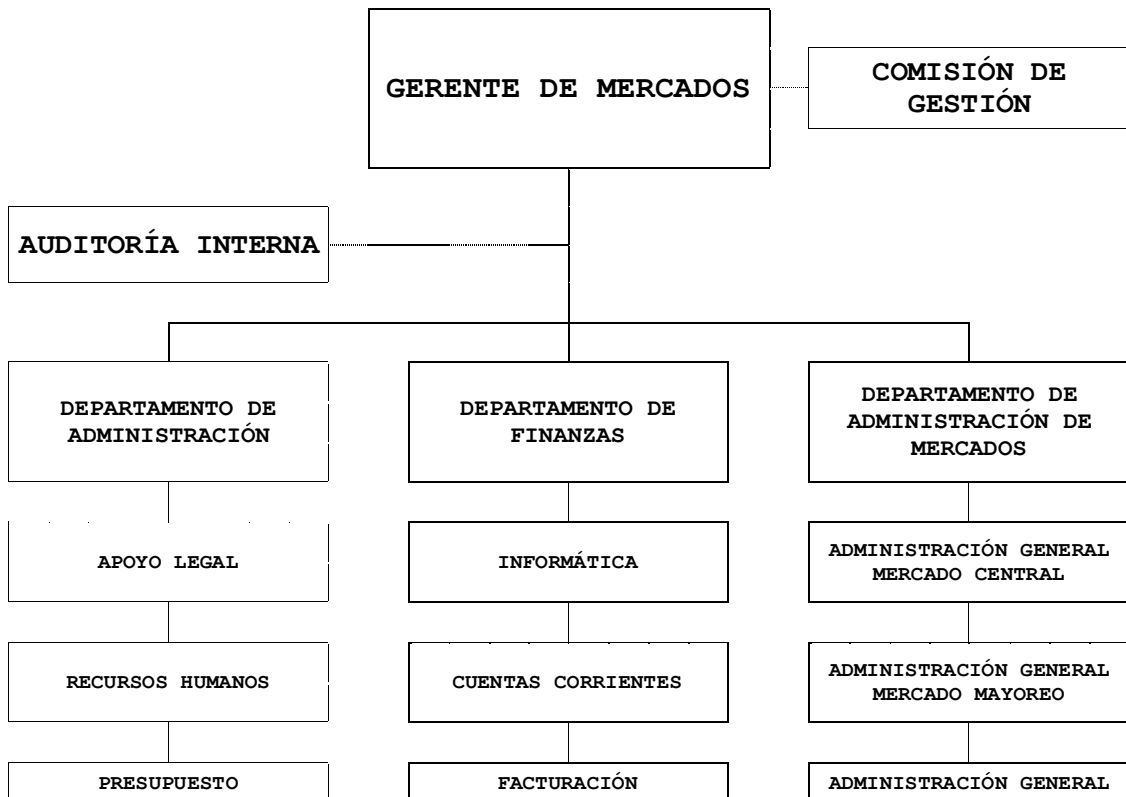 GERENTE DE MERCADOS
COMISIÓN DE
GESTIÓN
AUDITORÍA INTERNA
DEPARTAMENTO DE
ADMINISTRACIÓN
DEPARTAMENTO DE
FINANZAS
DEPARTAMENTO DE
ADMINISTRACIÓN DE
MERCADOS
APOYO LEGAL
INFORMÁTICA
ADMINISTRACIÓN GENERAL
MERCADO CENTRAL
RECURSOS HUMANOS
CUENTAS CORRIENTES
ADMINISTRACIÓN GENERAL
MERCADO MAYOREO
PRESUPUESTO
FACTURACIÓN
ADMINISTRACIÓN GENERAL